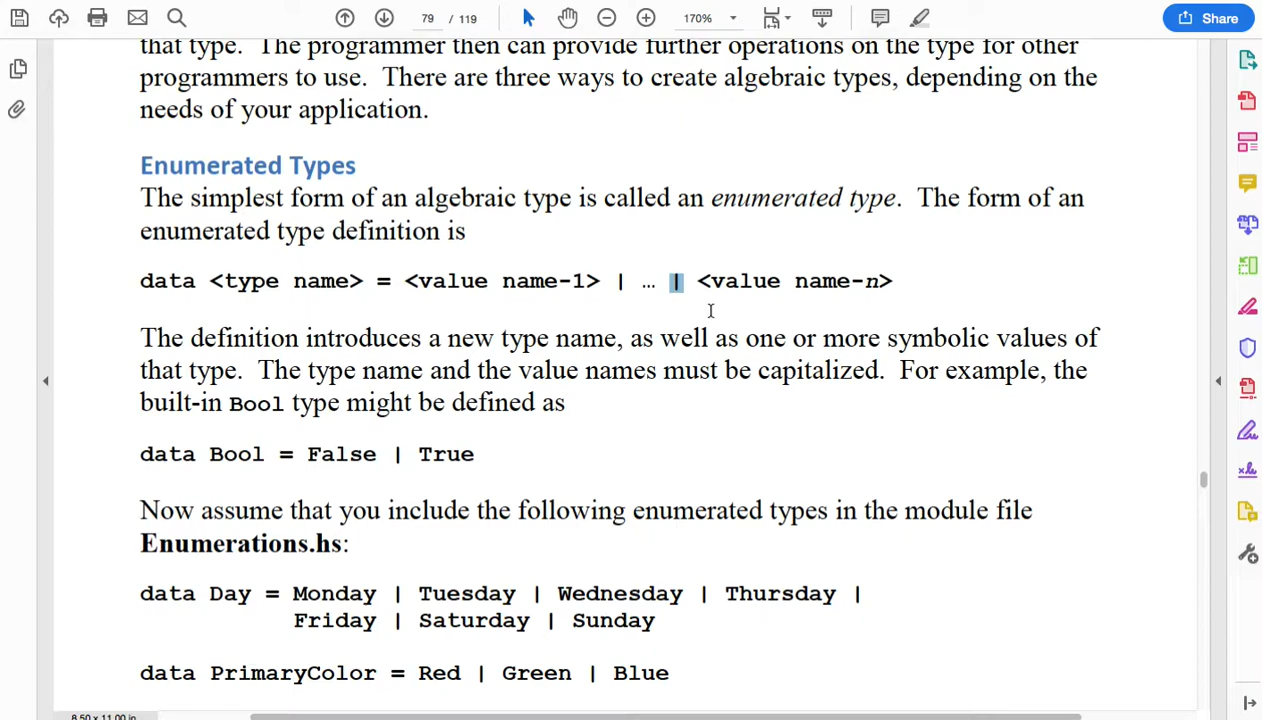 79 / 119
170%
Share
that type. The programmer then can provide further operations on the type for other
programmers to use. There are three ways to create algebraic types, depending on the
needs of your application.
Enumerated Types
The simplest form of an algebraic type is called an enumerated type. The form of an
enumerated type definition is
data <type name> = <value name-1> | … | <value name-n>
The definition introduces a new type name, as well as one or more symbolic values of
that type. The type name and the value names must be capitalized. For example, the
built-in Bool type might be defined as
data Bool = False | True
Now assume that you include the following enumerated types in the module file
Enumerations.hs:
data Day = Monday | Tuesday | Wednesday | Thursday |
Friday | Saturday | Sunday
data PrimaryColor = Red | Green | Blue
8.50 x 11.00 in